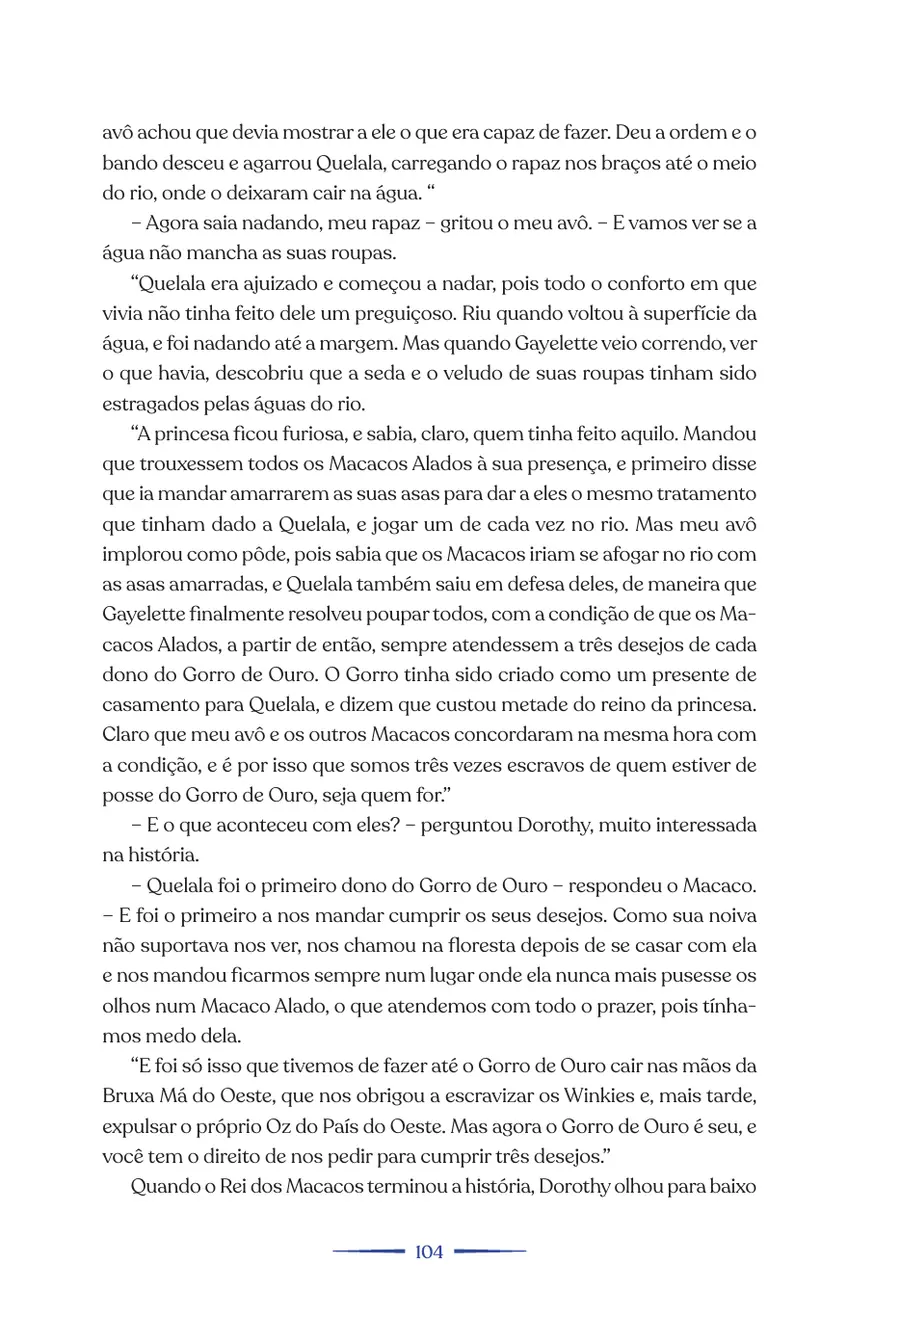 avô achou que devia mostrar a ele o que era capaz de fazer. Deu a ordem e o
bando desceu e agarrou Quelala, carregando o rapaz nos braços até o meio
do rio, onde o deixaram cair na água. “
– Agora saia nadando, meu rapaz – gritou o meu avô. – E vamos ver se a
água não mancha as suas roupas.
“Quelala era ajuizado e começou a nadar, pois todo o conforto em que
vivia não tinha feito dele um preguiçoso. Riu quando voltou à superfície da
água, e foi nadando até a margem. Mas quando Gayelette veio correndo, ver
o que havia, descobriu que a seda e o veludo de suas roupas tinham sido
estragados pelas águas do rio.
“A princesa ficou furiosa, e sabia, claro, quem tinha feito aquilo. Mandou
que trouxessem todos os Macacos Alados à sua presença, e primeiro disse
que ia mandar amarrarem as suas asas para dar a eles o mesmo tratamento
que tinham dado a Quelala, e jogar um de cada vez no rio. Mas meu avô
implorou como pôde, pois sabia que os Macacos iriam se afogar no rio com
as asas amarradas, e Quelala também saiu em defesa deles, de maneira que
Gayelette finalmente resolveu poupar todos, com a condição de que os Ma-
cacos Alados, a partir de então, sempre atendessem a três desejos de cada
dono do Gorro de Ouro. O Gorro tinha sido criado como um presente de
casamento para Quelala, e dizem que custou metade do reino da princesa.
Claro que meu avô e os outros Macacos concordaram na mesma hora com
a condição, e é por isso que somos três vezes escravos de quem estiver de
posse do Gorro de Ouro, seja quem for.”
– E o que aconteceu com eles? – perguntou Dorothy, muito interessada
na história.
– Quelala foi o primeiro dono do Gorro de Ouro – respondeu o Macaco.
– E foi o primeiro a nos mandar cumprir os seus desejos. Como sua noiva
não suportava nos ver, nos chamou na floresta depois de se casar com ela
e nos mandou ficarmos sempre num lugar onde ela nunca mais pusesse os
olhos num Macaco Alado, o que atendemos com todo o prazer, pois tínha-
mos medo dela.
“E foi só isso que tivemos de fazer até o Gorro de Ouro cair nas mãos da
Bruxa Má do Oeste, que nos obrigou a escravizar os Winkies e, mais tarde,
expulsar o próprio Oz do País do Oeste. Mas agora o Gorro de Ouro é seu, e
você tem o direito de nos pedir para cumprir três desejos.”
Quando o Rei dos Macacos terminou a história, Dorothy olhou para baixo
104